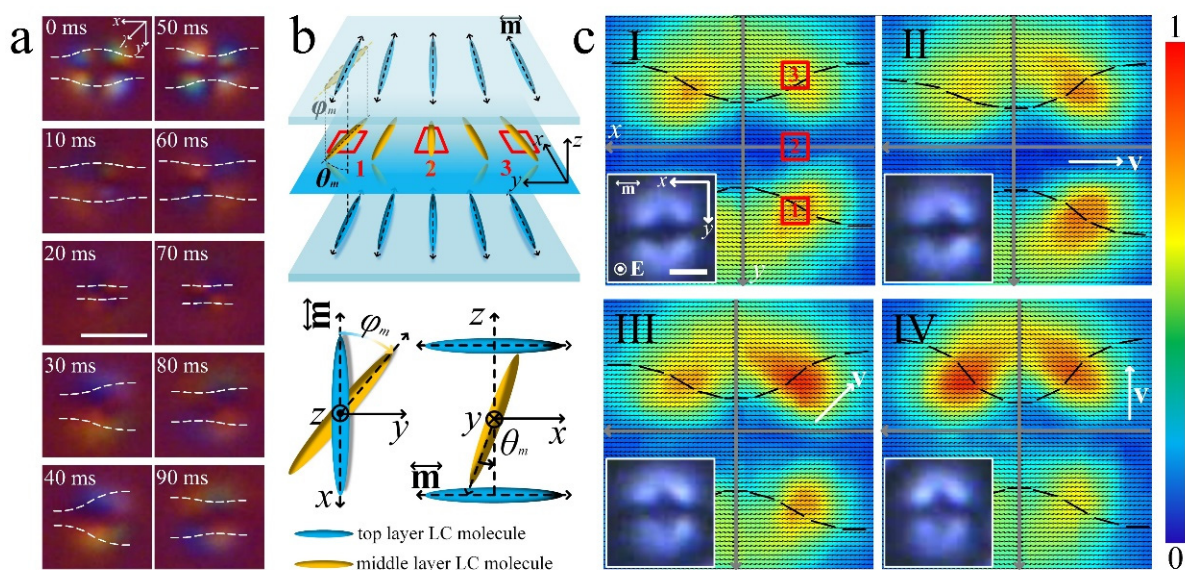 a
x
z
y
0 ms
50 ms
10 ms
60 ms
20 ms
70 ms
30 ms
80 ms
40 ms
90 ms
b
m
φm
θm
1
2
3
x
y
z
m
φm
z
y
x
z
y
x
θm
m
top layer LC molecule
middle layer LC molecule
c
I
3
2
1
x
y
m
x
y
E
II
v
III
v
IV
v
1
0